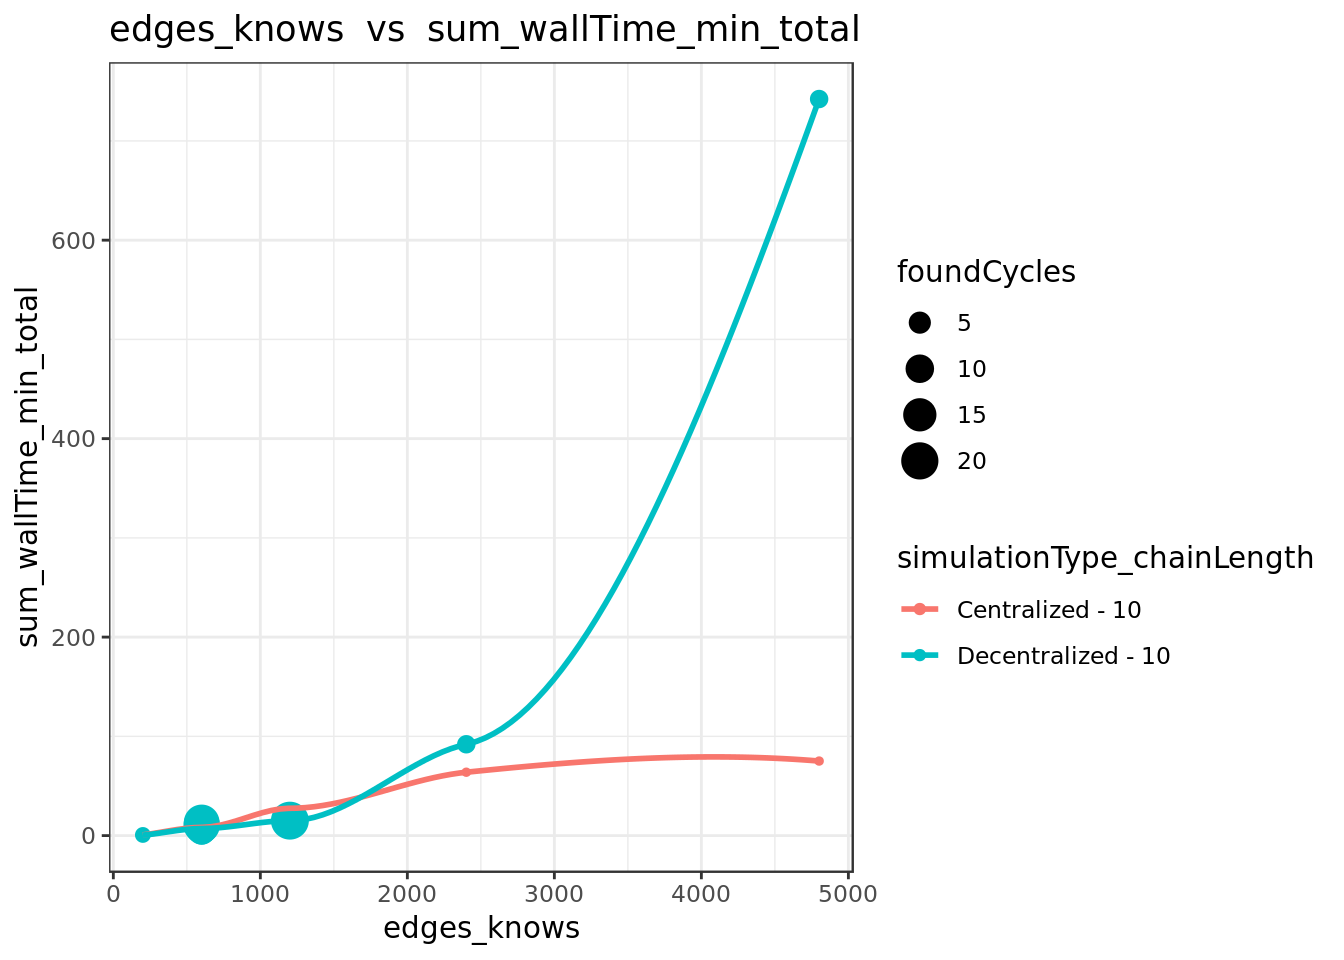 edges_knows  vs  sum_wallTime_min_total
sum_wallTime_min_total
600
400
200
0
0
1000
2000
3000
4000
5000
edges_knows
foundCycles
5
10
15
20
simulationType_chainLength
Centralized - 10
Decentralized - 10